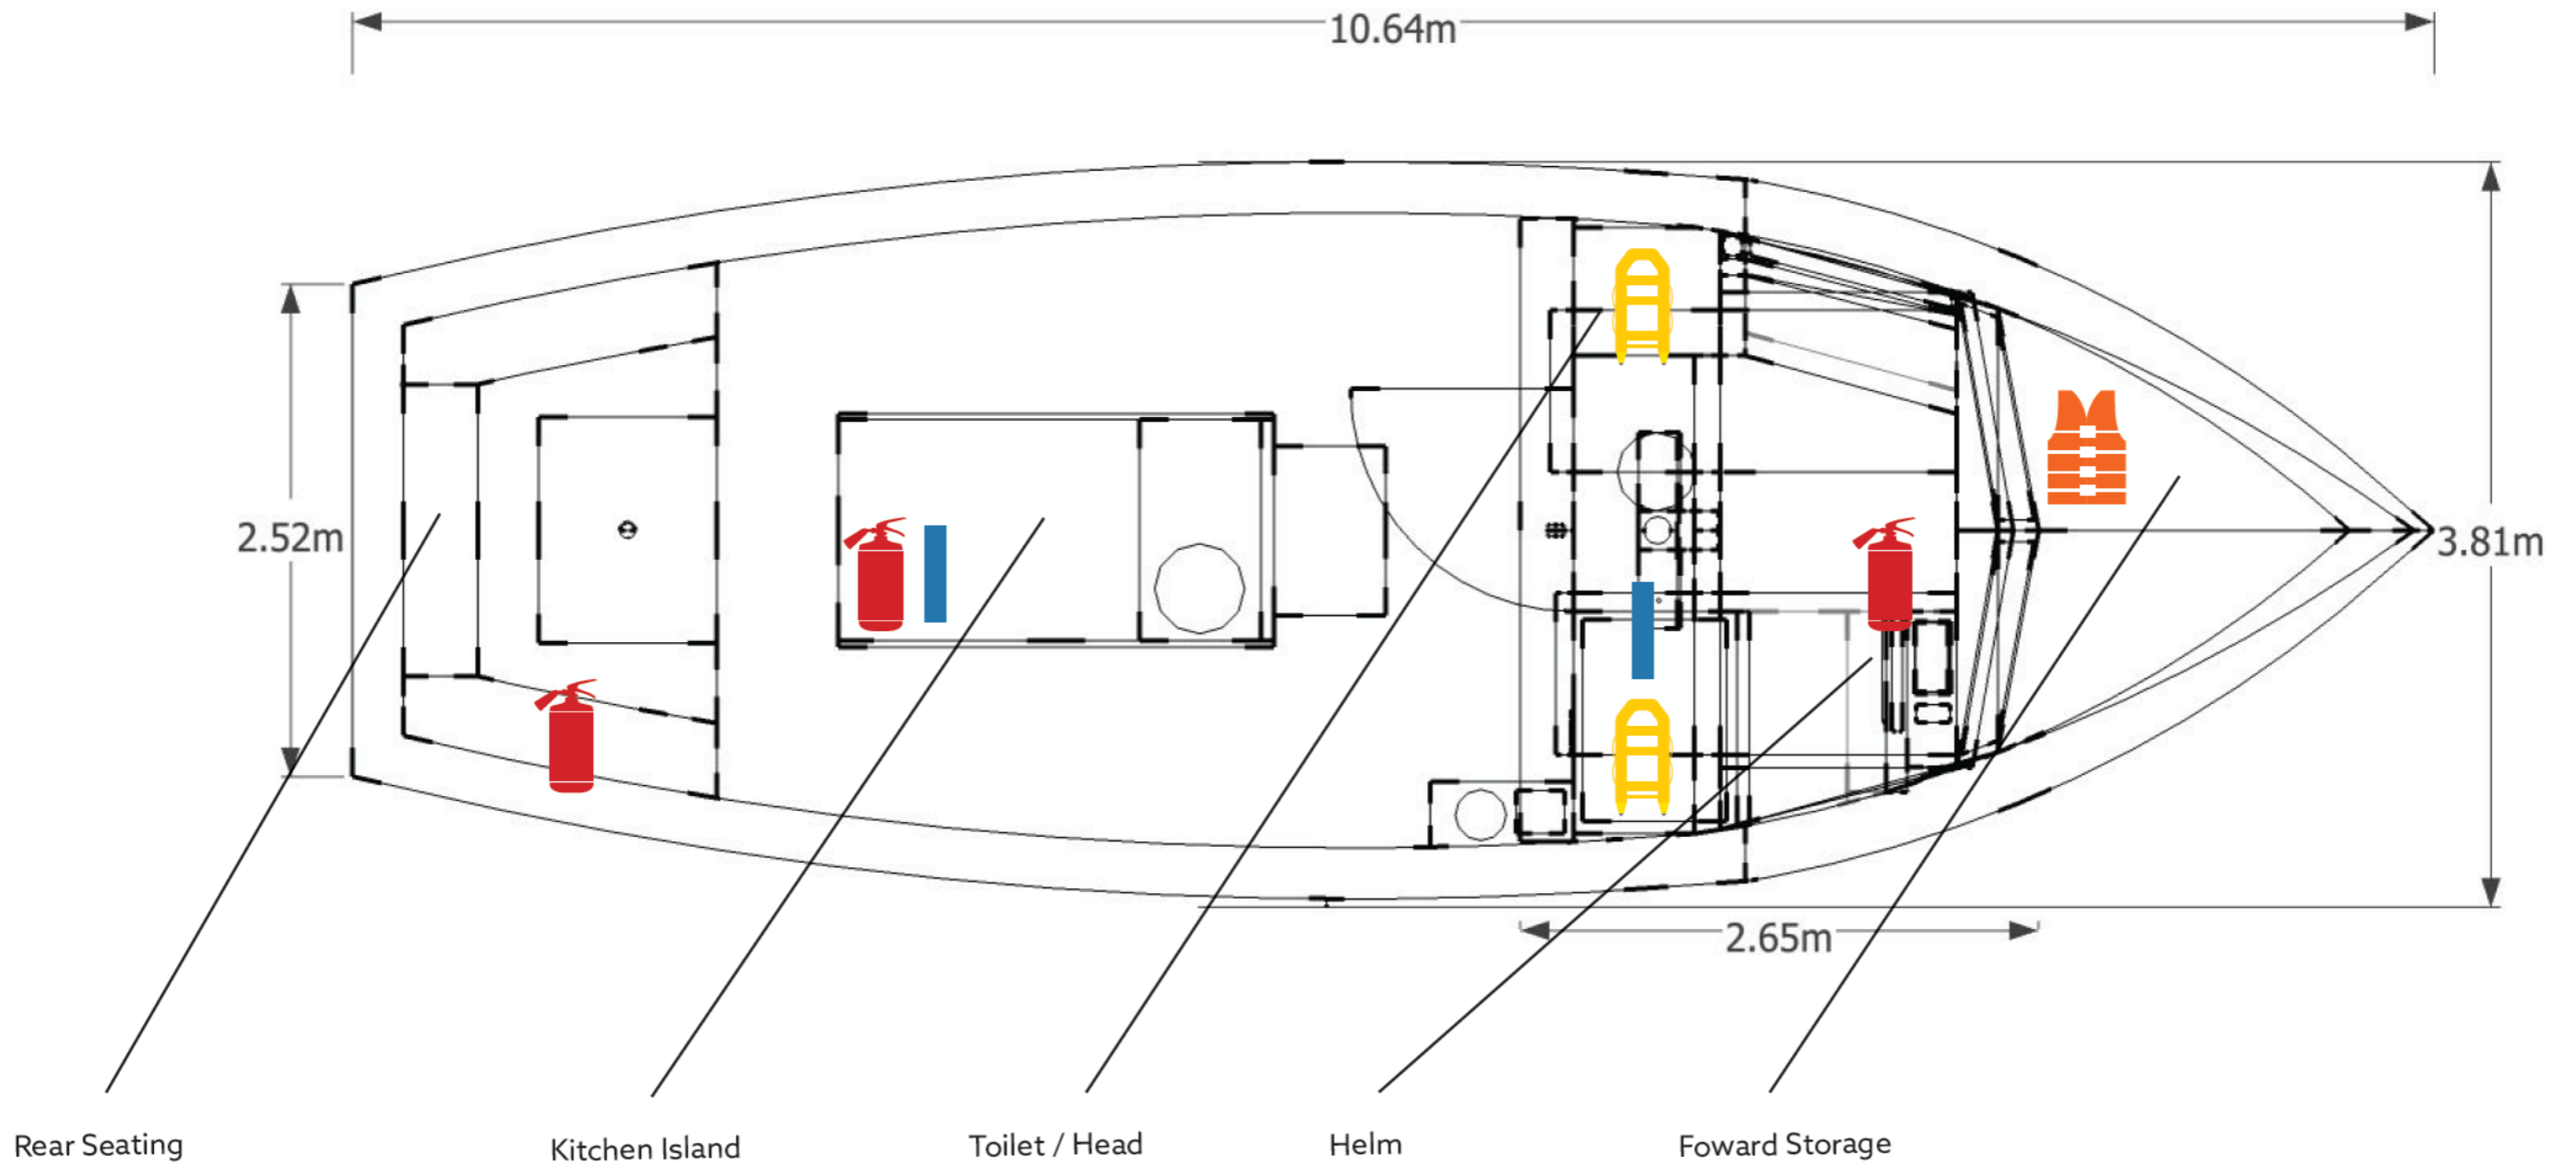 10.64m
2.52m
3.81m
2.65m
Rear Seating
Kitchen Island
Toilet / Head
Helm
Foward Storage